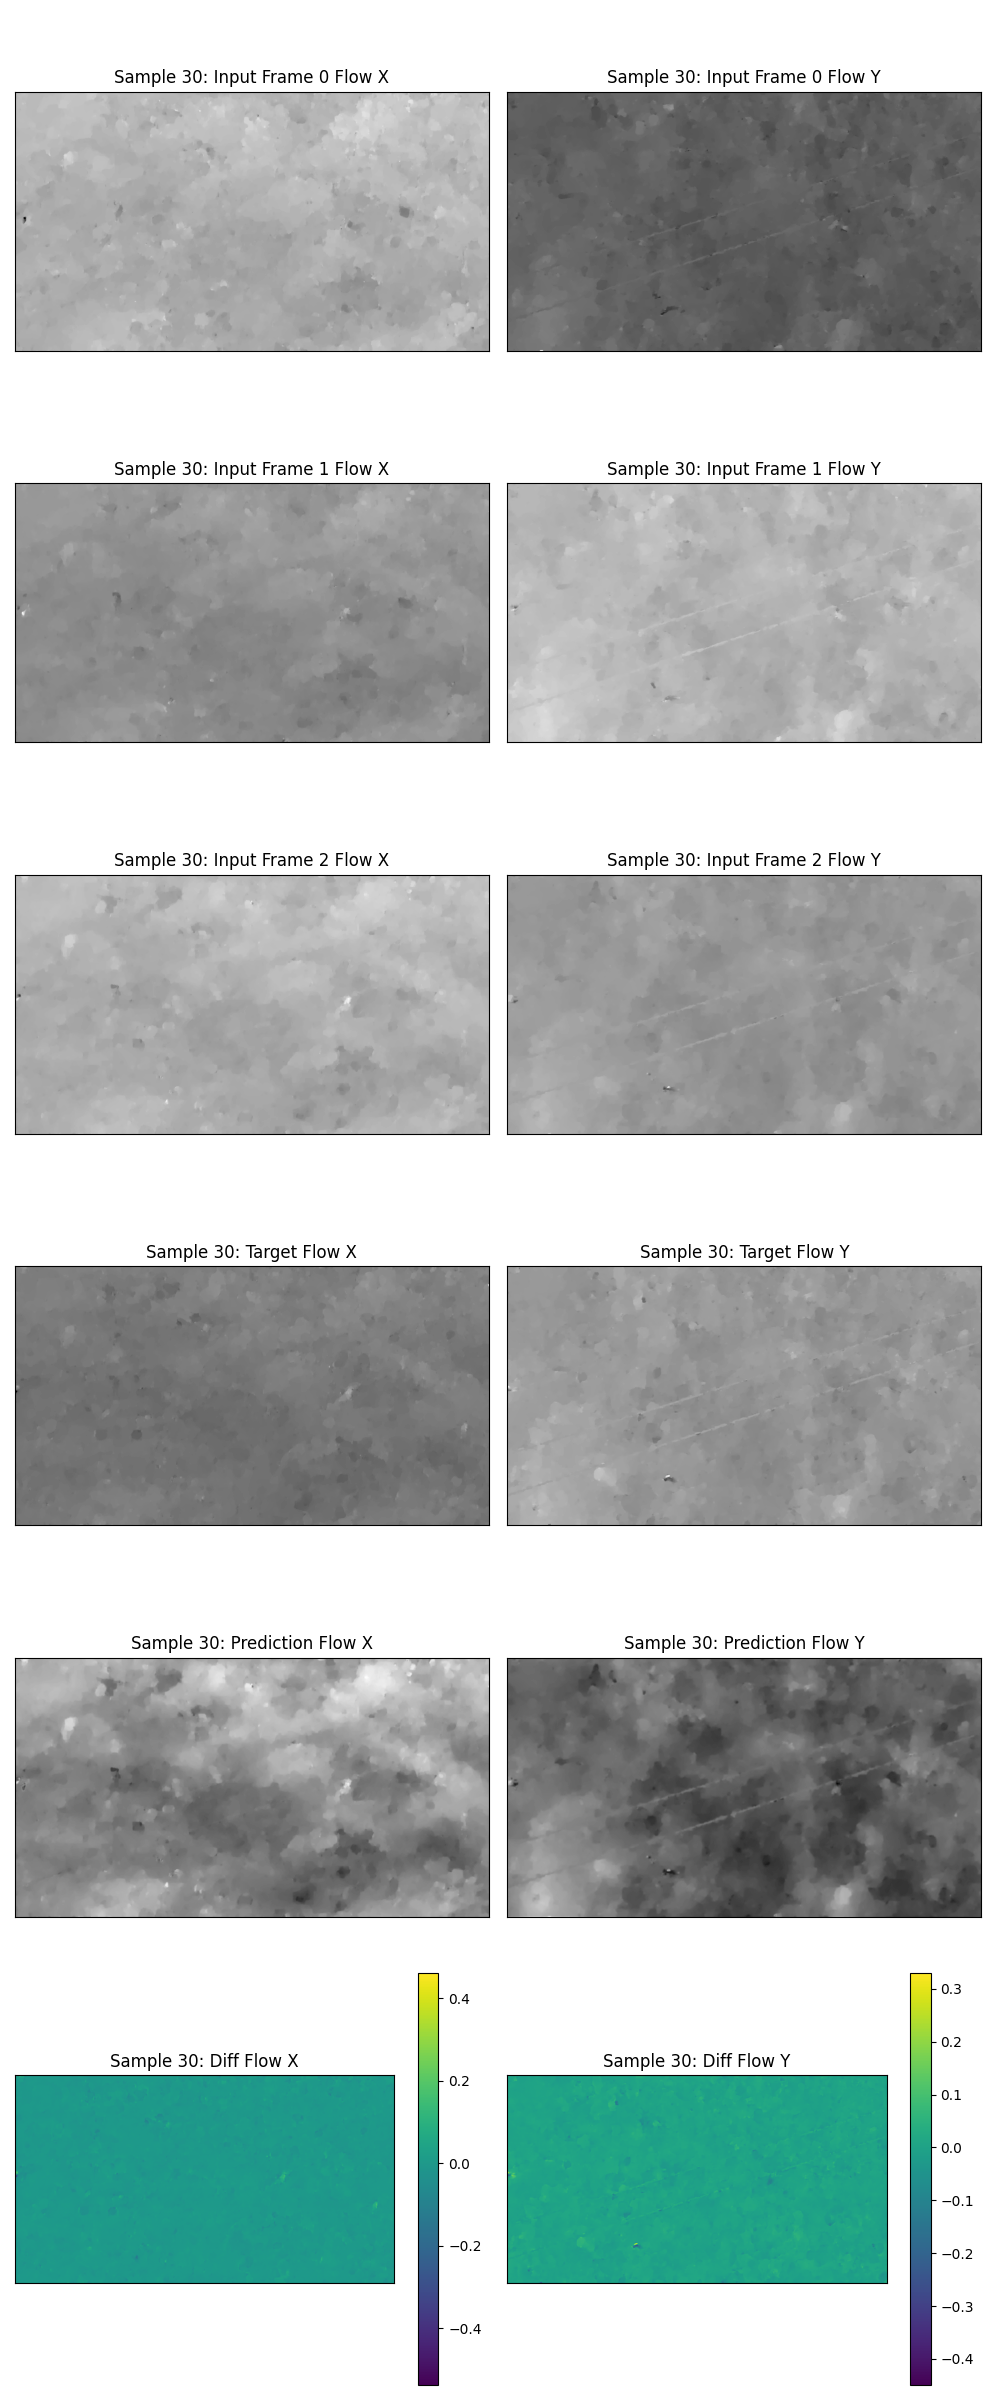 Sample 30: Input Frame 0 Flow X
Sample 30: Input Frame 0 Flow Y
Sample 30: Input Frame 1 Flow X
Sample 30: Input Frame 1 Flow Y
Sample 30: Input Frame 2 Flow X
Sample 30: Input Frame 2 Flow Y
Sample 30: Target Flow X
Sample 30: Target Flow Y
Sample 30: Prediction Flow X
Sample 30: Prediction Flow Y
Sample 30: Diff Flow X
0.4
0.2
0.0
−0.2
−0.4
Sample 30: Diff Flow Y
0.3
0.2
0.1
0.0
−0.1
−0.2
−0.3
−0.4